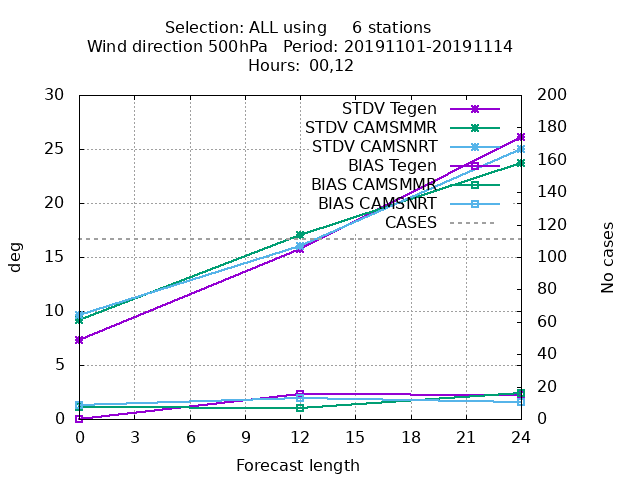 Selection: ALL using     6 stations
Wind direction 500hPa   Period: 20191101-20191114
Hours:  00,12
30
25
20
15
10
5
0
deg
200
180
160
140
120
100
80
60
40
20
0
No cases
STDV Tegen
STDV CAMSMMR
STDV CAMSNRT
BIAS Tegen
BIAS CAMSMMR
BIAS CAMSNRT
CASES
0 3 6 9 12 15 18 21 24
Forecast length